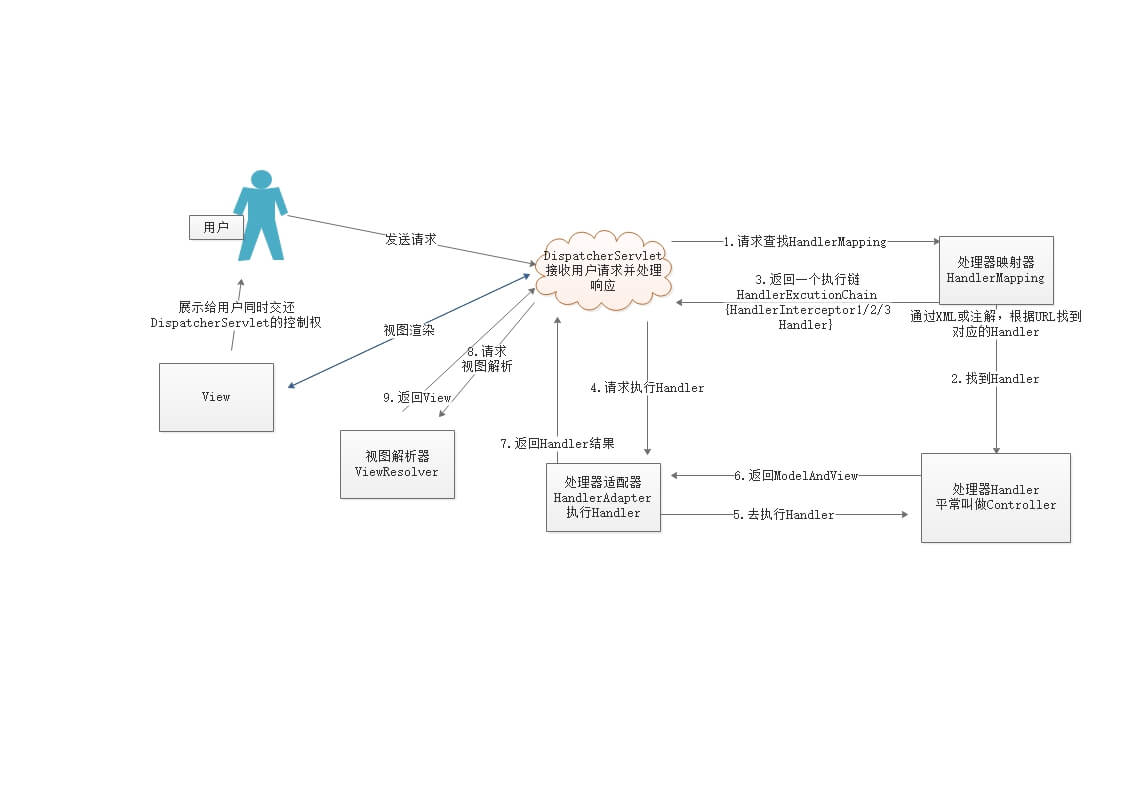 用户
发送请求
展示给用户同时交还
DispatcherServlet的控制权
View
视图渲染
DispatcherServlet
接收用户请求并处理
响应
1.请求查找HandlerMapping
处理器映射器
HandlerMapping
3.返回一个执行链
HandlerExcutionChain
{HandlerInterceptor1/2/3
Handler}
通过XML或注解，根据URL找到
对应的Handler
2.找到Handler
8.请求
视图解析
9.返回View
视图解析器
ViewResolver
4.请求执行Handler
7.返回Handler结果
处理器适配器
HandlerAdapter
执行Handler
6.返回ModelAndView
5.去执行Handler
处理器Handler
平常叫做Controller